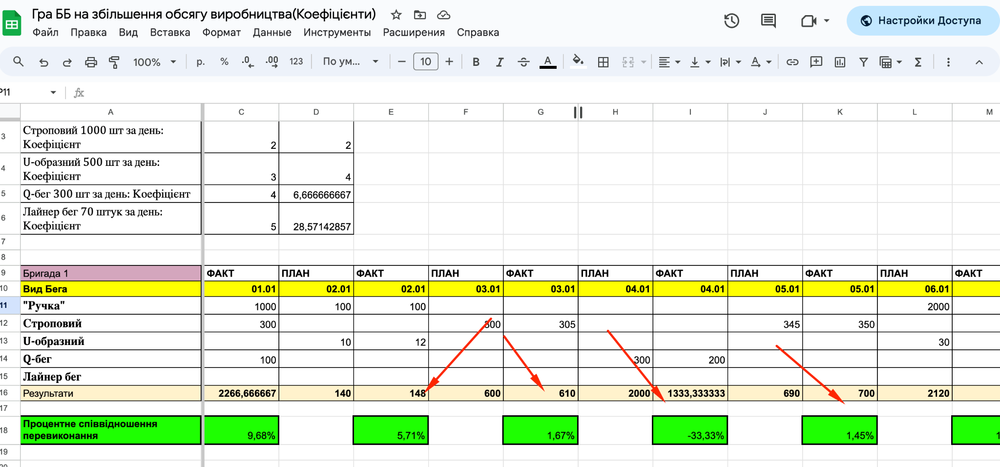 Гра ББ на збільшення обсягу виробництва(Коефіцієнти)
Файл Правка Вид Вставка Формат Данные Инструменты Расширения Справка
Настройки Доступа
100% р. % .0 .00 123 По ум... 10 B I A
P11 fx
A C D E F G H I J K L M
3 Строповий 1000 шт за день: Коефіцієнт 2 2
4 U-образний 500 шт за день: Коефіцієнт 3 4
5 Q-бег 300 шт за день: Коефіцієнт 4 6,666666667
6 Лайнер бег 70 штук за день: Коефіцієнт 5 28,57142857
7
8
9 Бригада 1 ФАКТ ПЛАН ФАКТ ПЛАН ФАКТ ПЛАН ФАКТ ПЛАН ФАКТ ПЛАН ФАКТ
10 Вид Бега 01.01 02.01 02.01 03.01 03.01 04.01 04.01 05.01 05.01 06.01
11 "Ручка" 1000 100 100 2000
12 Строповий 300 300 305 345 350
13 U-образний 10 12 30
14 Q-бег 100 300 200
15 Лайнер бег
16 Результати 2266,666667 140 148 600 610 2000 1333,333333 690 700 2120
17
18 Процентне співвідношення перевиконання 9,68% 5,71% 1,67% -33,33% 1,45% 1
19